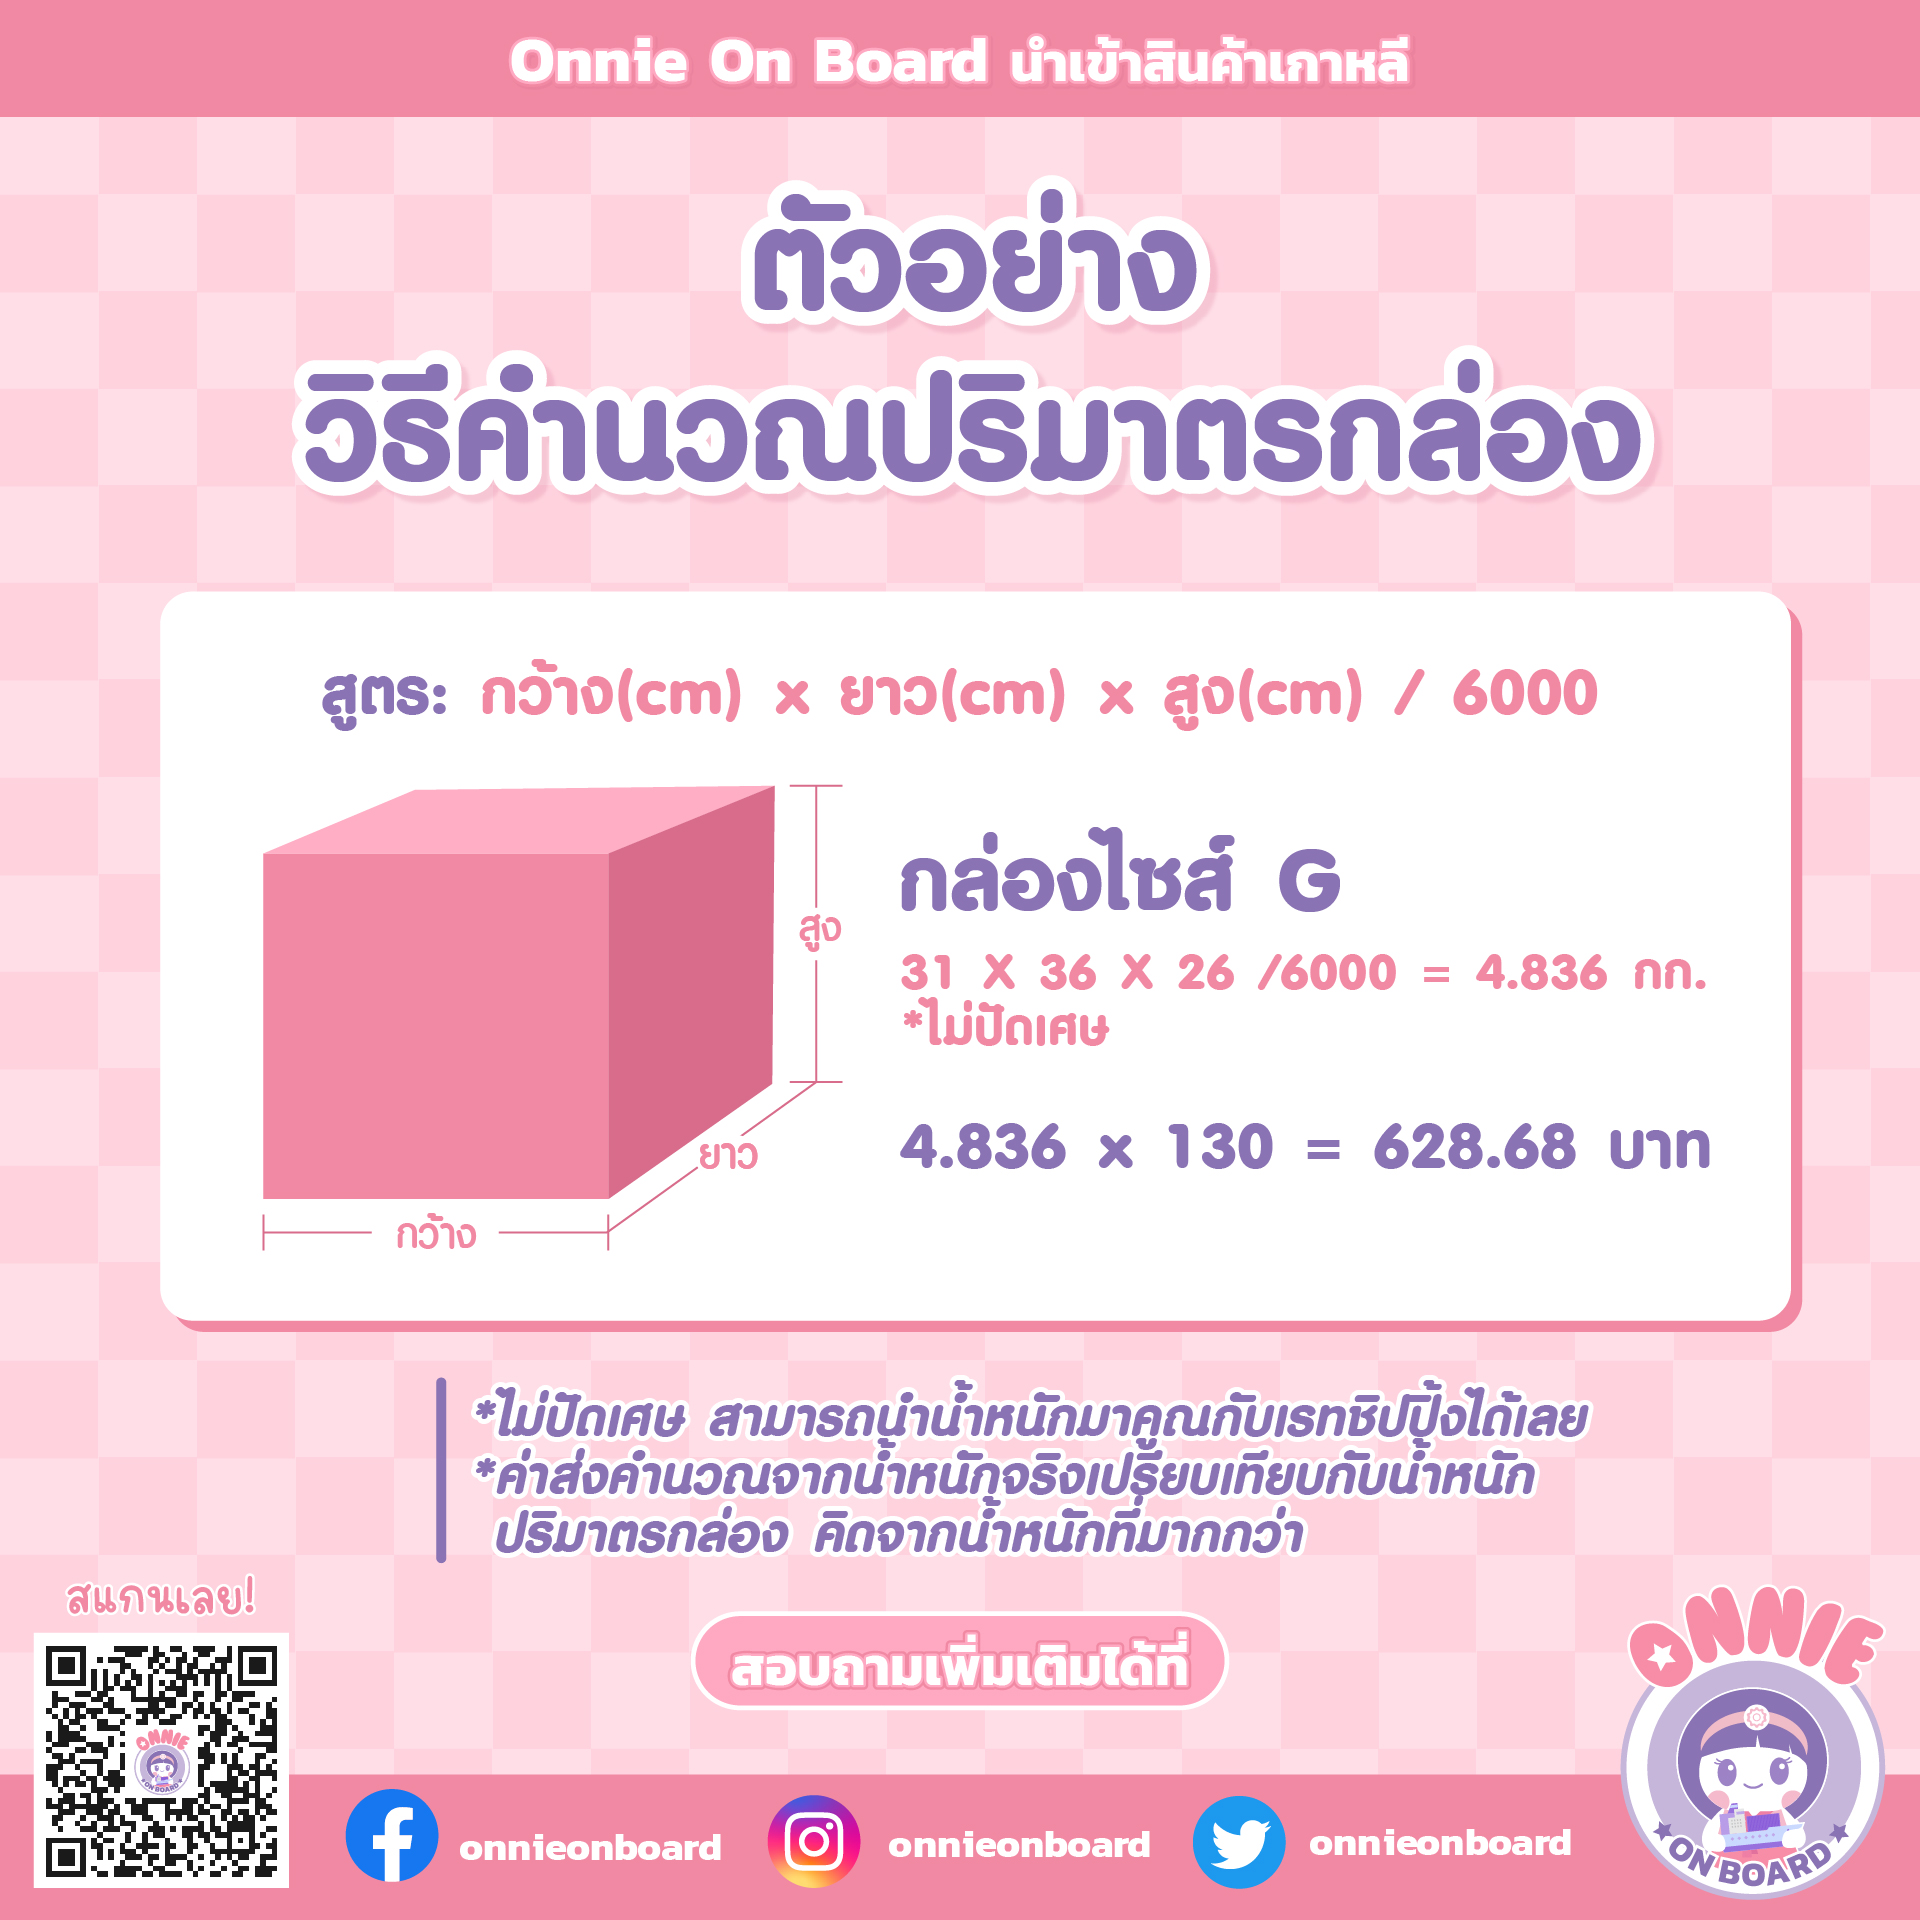 Onnie On Board นำเข้าสินค้าเกาหลี
ตัวอย่าง
วิธีคำนวณปริมาตรกล่อง
สูตร: กว้าง(cm) x ยาว(cm) x สูง(cm) / 6000
กล่องไซส์ G
สูง
31 X 36 X 26 /6000 = 4.836 กก.
*ไม่ปัดเศษ
4.836 x 130 = 628.68 บาท
ยาว
กว้าง
*ไม่ปัดเศษ สามารถนำน้ำหนักมาคูณกับเรทชิปปิ้งได้เลย
*ค่าส่งคำนวณจากน้ำหนักจริงเปรียบเทียบกับน้ำหนัก
ปริมาตรกล่อง คิดจากน้ำหนักที่มากกว่า
สแกนเลย!
สอบถามเพิ่มเติมได้ที่
ONNIE
ON BOARD
ONNIE
ON BOARD
onnieonboard
onnieonboard
onnieonboard